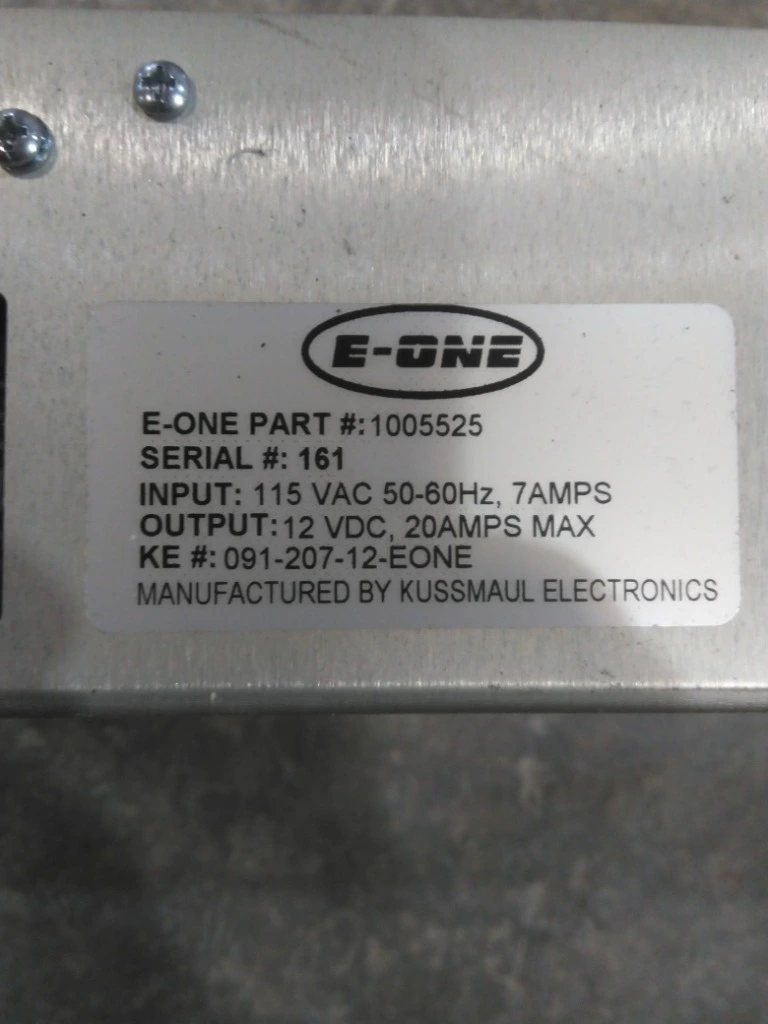 E-ONE
E-ONE PART #: 1005525
SERIAL #: 161
INPUT: 115 VAC 50-60Hz, 7AMPS
OUTPUT: 12 VDC, 20AMPS MAX
KE #: 091-207-12-EONE
MANUFACTURED BY KUSSMAUL ELECTRONICS